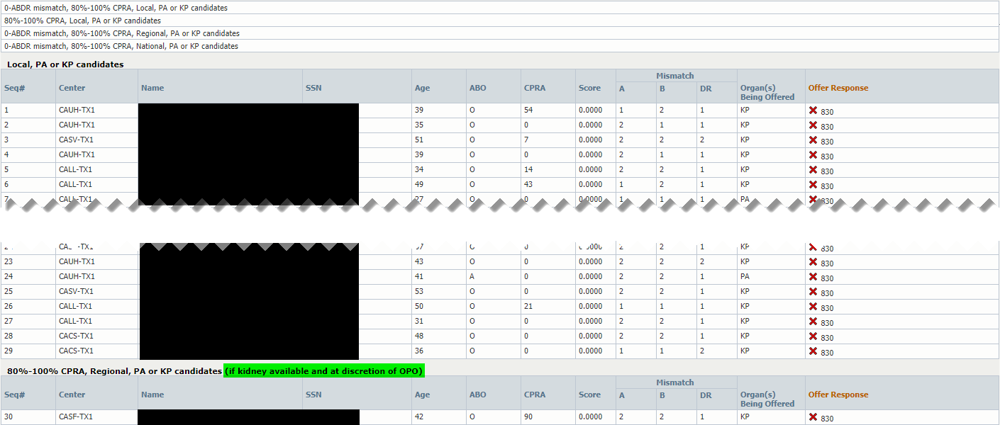 0-ABDR mismatch, 80%-100% CPRA, Local, PA or KP candidates
80%-100% CPRA, Local, PA or KP candidates
0-ABDR mismatch, 80%-100% CPRA, Regional, PA or KP candidates
0-ABDR mismatch, 80%-100% CPRA, National, PA or KP candidates
Local, PA or KP candidates
Mismatch
Seq# Center Name SSN Age ABO CPRA Score A B DR Organ(s) Being Offered Offer Response
1 CAUH-TX1 39 O 54 0.0000 1 2 1 KP 830
2 CAUH-TX1 35 O 0 0.0000 2 1 1 KP 830
3 CASV-TX1 51 O 7 0.0000 2 2 2 KP 830
4 CAUH-TX1 39 O 0 0.0000 2 1 1 KP 830
5 CALL-TX1 34 O 14 0.0000 2 2 1 KP 830
6 CALL-TX1 49 O 43 0.0000 1 2 1 KP 830
7 CALL-TX1 27 O 0 0.0000 1 1 1 PA 830
O 0 0.0000 2 2 1 KP 830
23 CAUH-TX1 43 O 0 0.0000 2 2 2 KP 830
24 CAUH-TX1 41 A 0 0.0000 2 2 1 PA 830
25 CASV-TX1 53 O 0 0.0000 2 2 1 KP 830
26 CALL-TX1 50 O 21 0.0000 1 1 1 KP 830
27 CALL-TX1 31 O 0 0.0000 2 2 1 KP 830
28 CACS-TX1 48 O 0 0.0000 2 2 1 KP 830
29 CACS-TX1 36 O 0 0.0000 1 1 2 KP 830
80%-100% CPRA, Regional, PA or KP candidates (if kidney available and at discretion of OPO)
Mismatch
Seq# Center Name SSN Age ABO CPRA Score A B DR Organ(s) Being Offered Offer Response
30 CASF-TX1 42 O 90 0.0000 2 2 1 KP 830